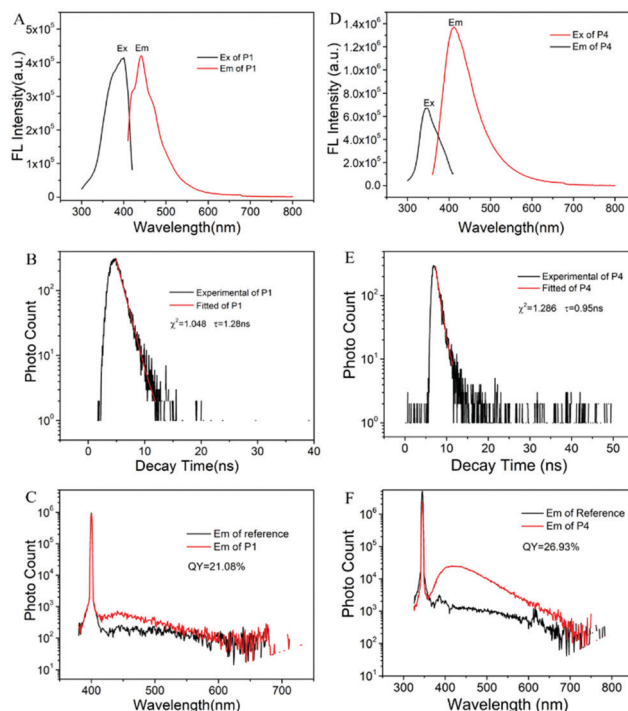 A
5x10⁵
4x10⁵
3x10⁵
2x10⁵
1x10⁵
0
FL Intensity(a.u.)
Ex
Em
Ex of P1
Em of P1
300 400 500 600 700 800
Wavelength(nm)
D
1.4x10⁶
1.2x10⁶
1.0x10⁶
8.0x10⁵
6.0x10⁵
4.0x10⁵
2.0x10⁵
0.0
FL Intensity (a.u.)
Em
Ex
Ex of P4
Em of P4
300 400 500 600 700 800
Wavelength(nm)
B
10²
10¹
10⁰
Photo Count
Experimental of P1
Fitted of P1
χ²=1.048 τ=1.28ns
0 10 20 30 40
Decay Time(ns)
E
10²
10¹
10⁰
Photo Count
Experimental of P4
Fitted of P4
χ²=1.286 τ=0.95ns
0 10 20 30 40 50
Decay Time (ns)
C
10⁶
10⁵
10⁴
10³
10²
10¹
Photo Count
Em of reference
Em of P1
QY=21.08%
400 500 600 700
Wavelength(nm)
F
10⁶
10⁵
10⁴
10³
10²
10¹
Photo Count
Em of Reference
Em of P4
QY=26.93%
300 400 500 600 700 800
Wavelength (nm)